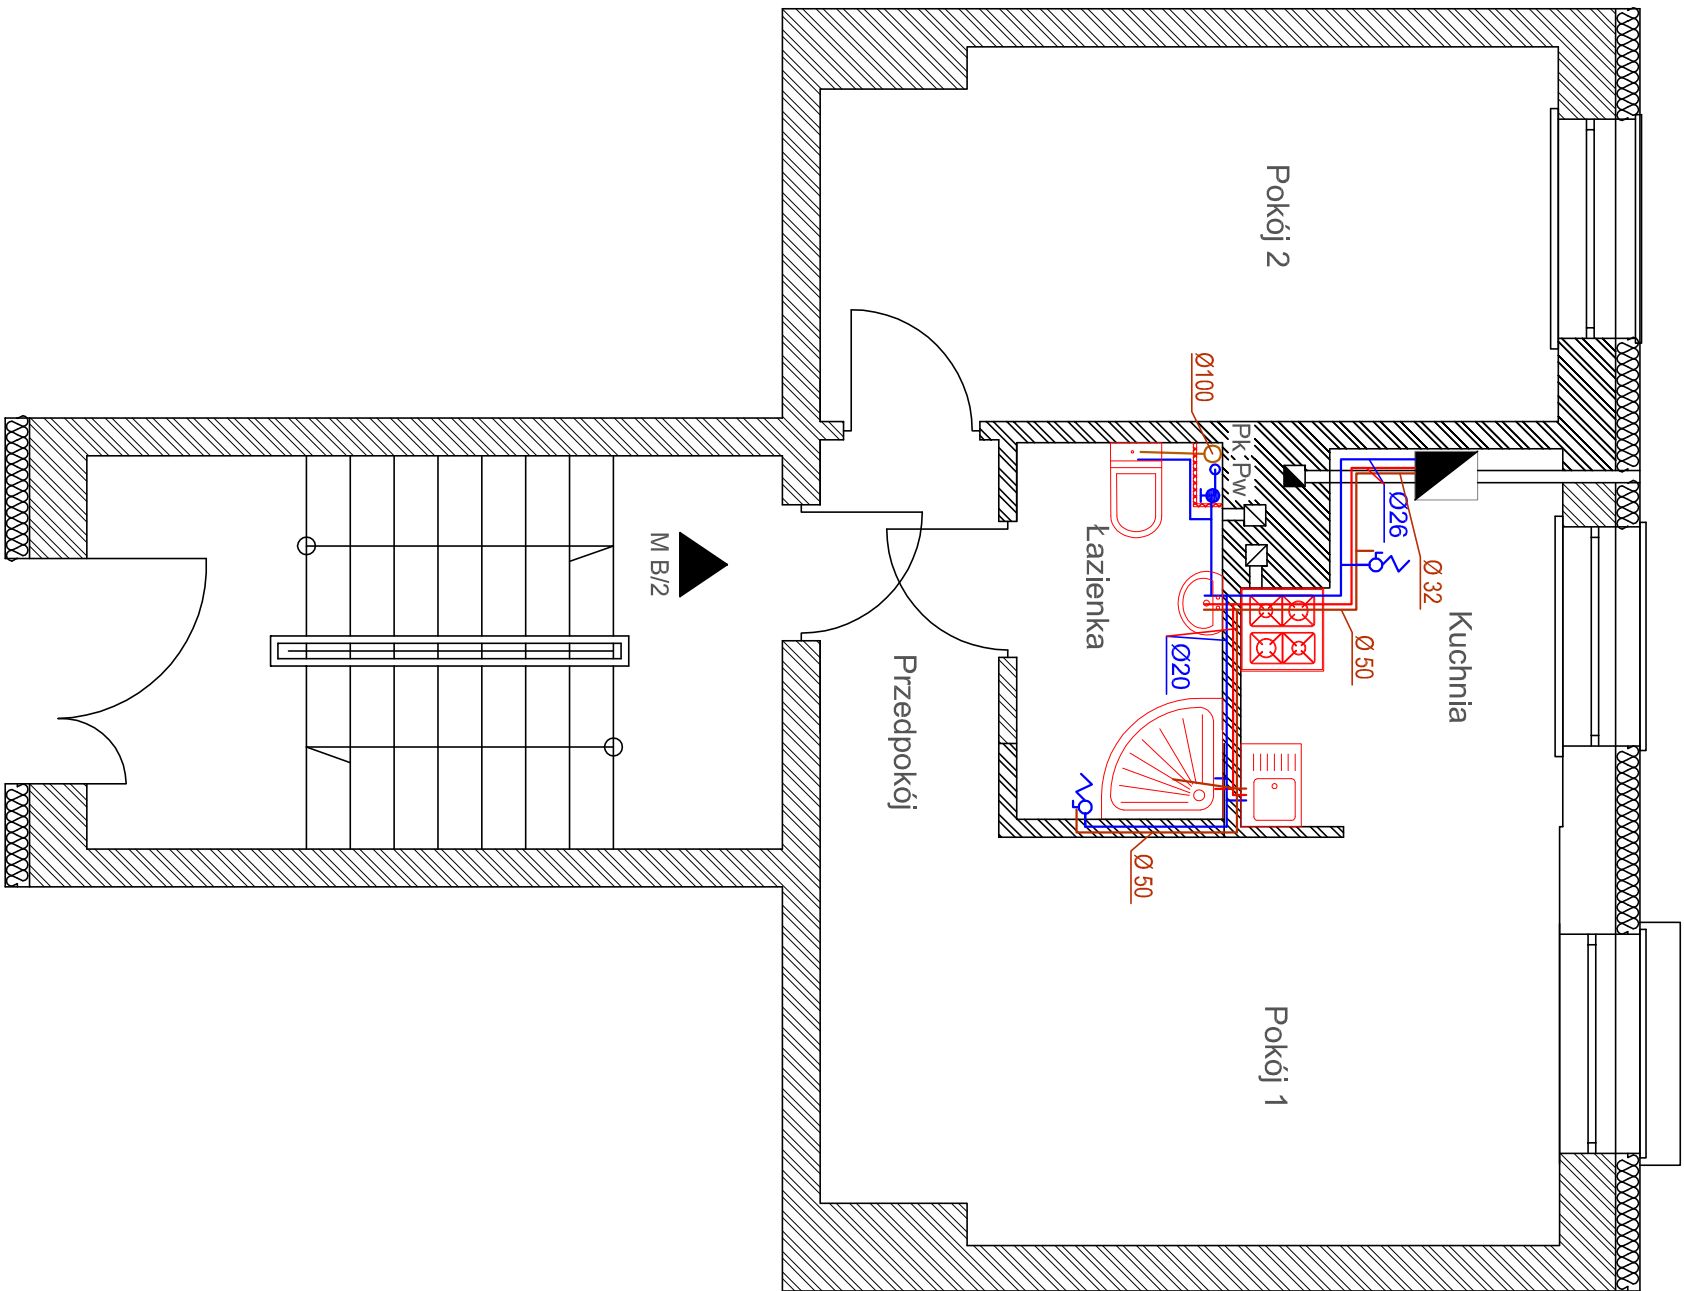 Pokój 2
Ø100
Pk Pw
Ø26
Ø 32
Łazienka
Kuchnia
M B/2
Ø 50
Ø20
Przedpokój
Ø 50
Pokój 1